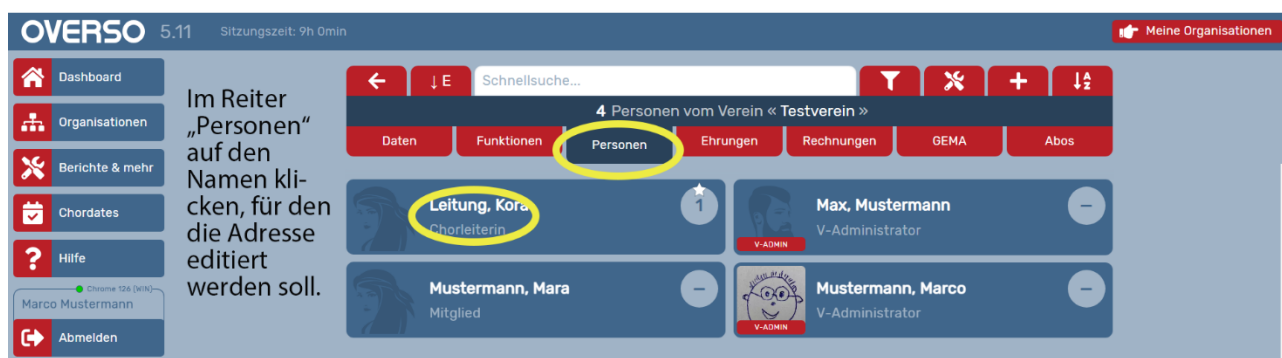 OVERSO 5.11 Sitzungszeit: 9h 0min
Meine Organisationen
Dashboard
Organisationen
Berichte & mehr
Chordates
Hilfe
Chrome 126 (WIN)
Marco Mustermann
Abmelden
Im Reiter
„Personen“
auf den
Namen kli-
cken, für den
die Adresse
editiert
werden soll.
↓ E Schnellsuche...
4 Personen vom Verein « Testverein »
Daten Funktionen Personen Ehrungen Rechnungen GEMA Abos
Leitung, Kora
Chorleiterin
1
Max, Mustermann
V-Administrator
V-ADMIN
–
Mustermann, Mara
Mitglied
–
Mustermann, Marco
V-Administrator
V-ADMIN
–